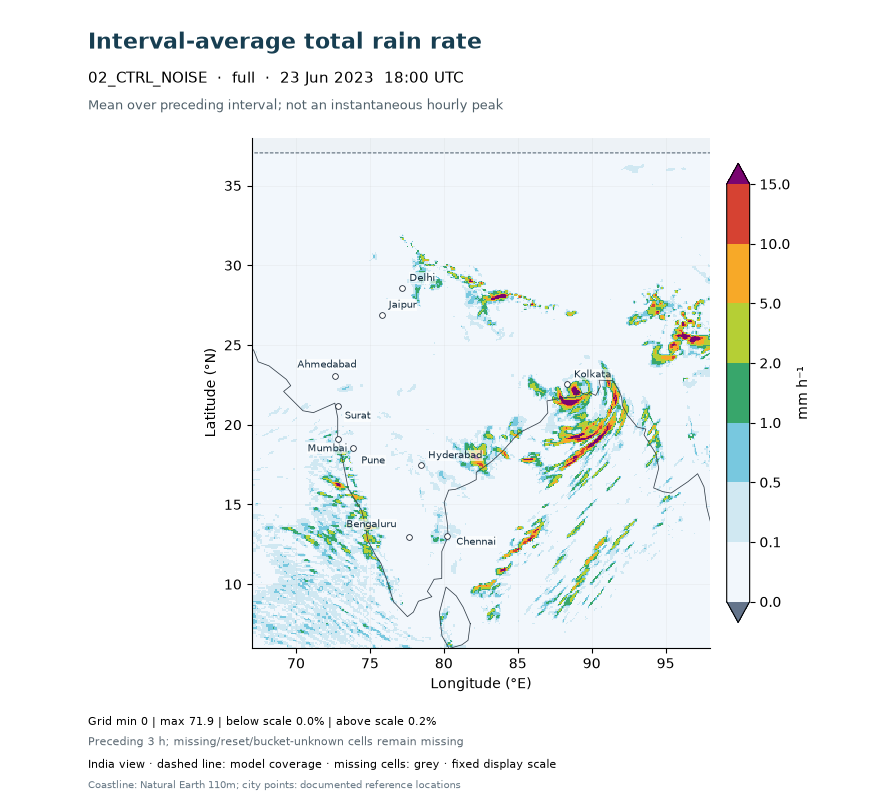 Interval-average total rain rate
02_CTRL_NOISE · full · 23 Jun 2023 18:00 UTC
Mean over preceding interval; not an instantaneous hourly peak
35
30
25
20
15
10
Latitude (°N)
70
75
80
85
90
95
Longitude (°E)
Delhi
Jaipur
Ahmedabad
Kolkata
Surat
Mumbai
Pune
Hyderabad
Bengaluru
Chennai
15.0
10.0
5.0
2.0
1.0
0.5
0.1
0.0
mm h⁻¹
Grid min 0 | max 71.9 | below scale 0.0% | above scale 0.2%
Preceding 3 h; missing/reset/bucket-unknown cells remain missing
India view · dashed line: model coverage · missing cells: grey · fixed display scale
Coastline: Natural Earth 110m; city points: documented reference locations